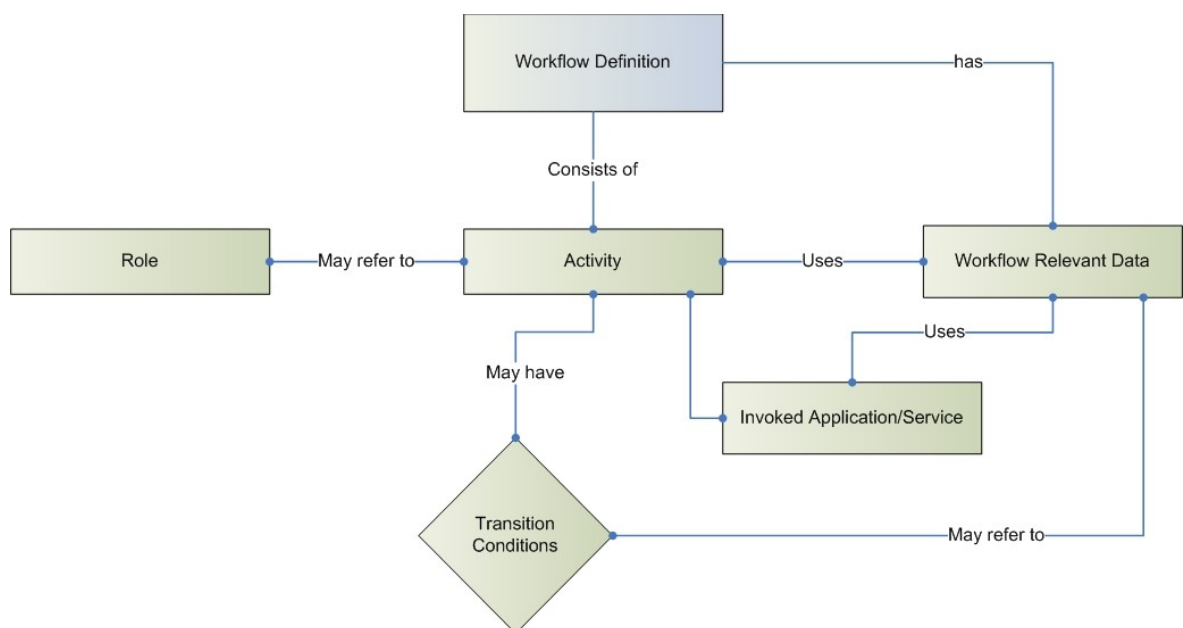 Workflow Definition
has
Consists of
Role
May refer to
Activity
Uses
Workflow Relevant Data
Uses
May have
Invoked Application/Service
Transition
Conditions
May refer to